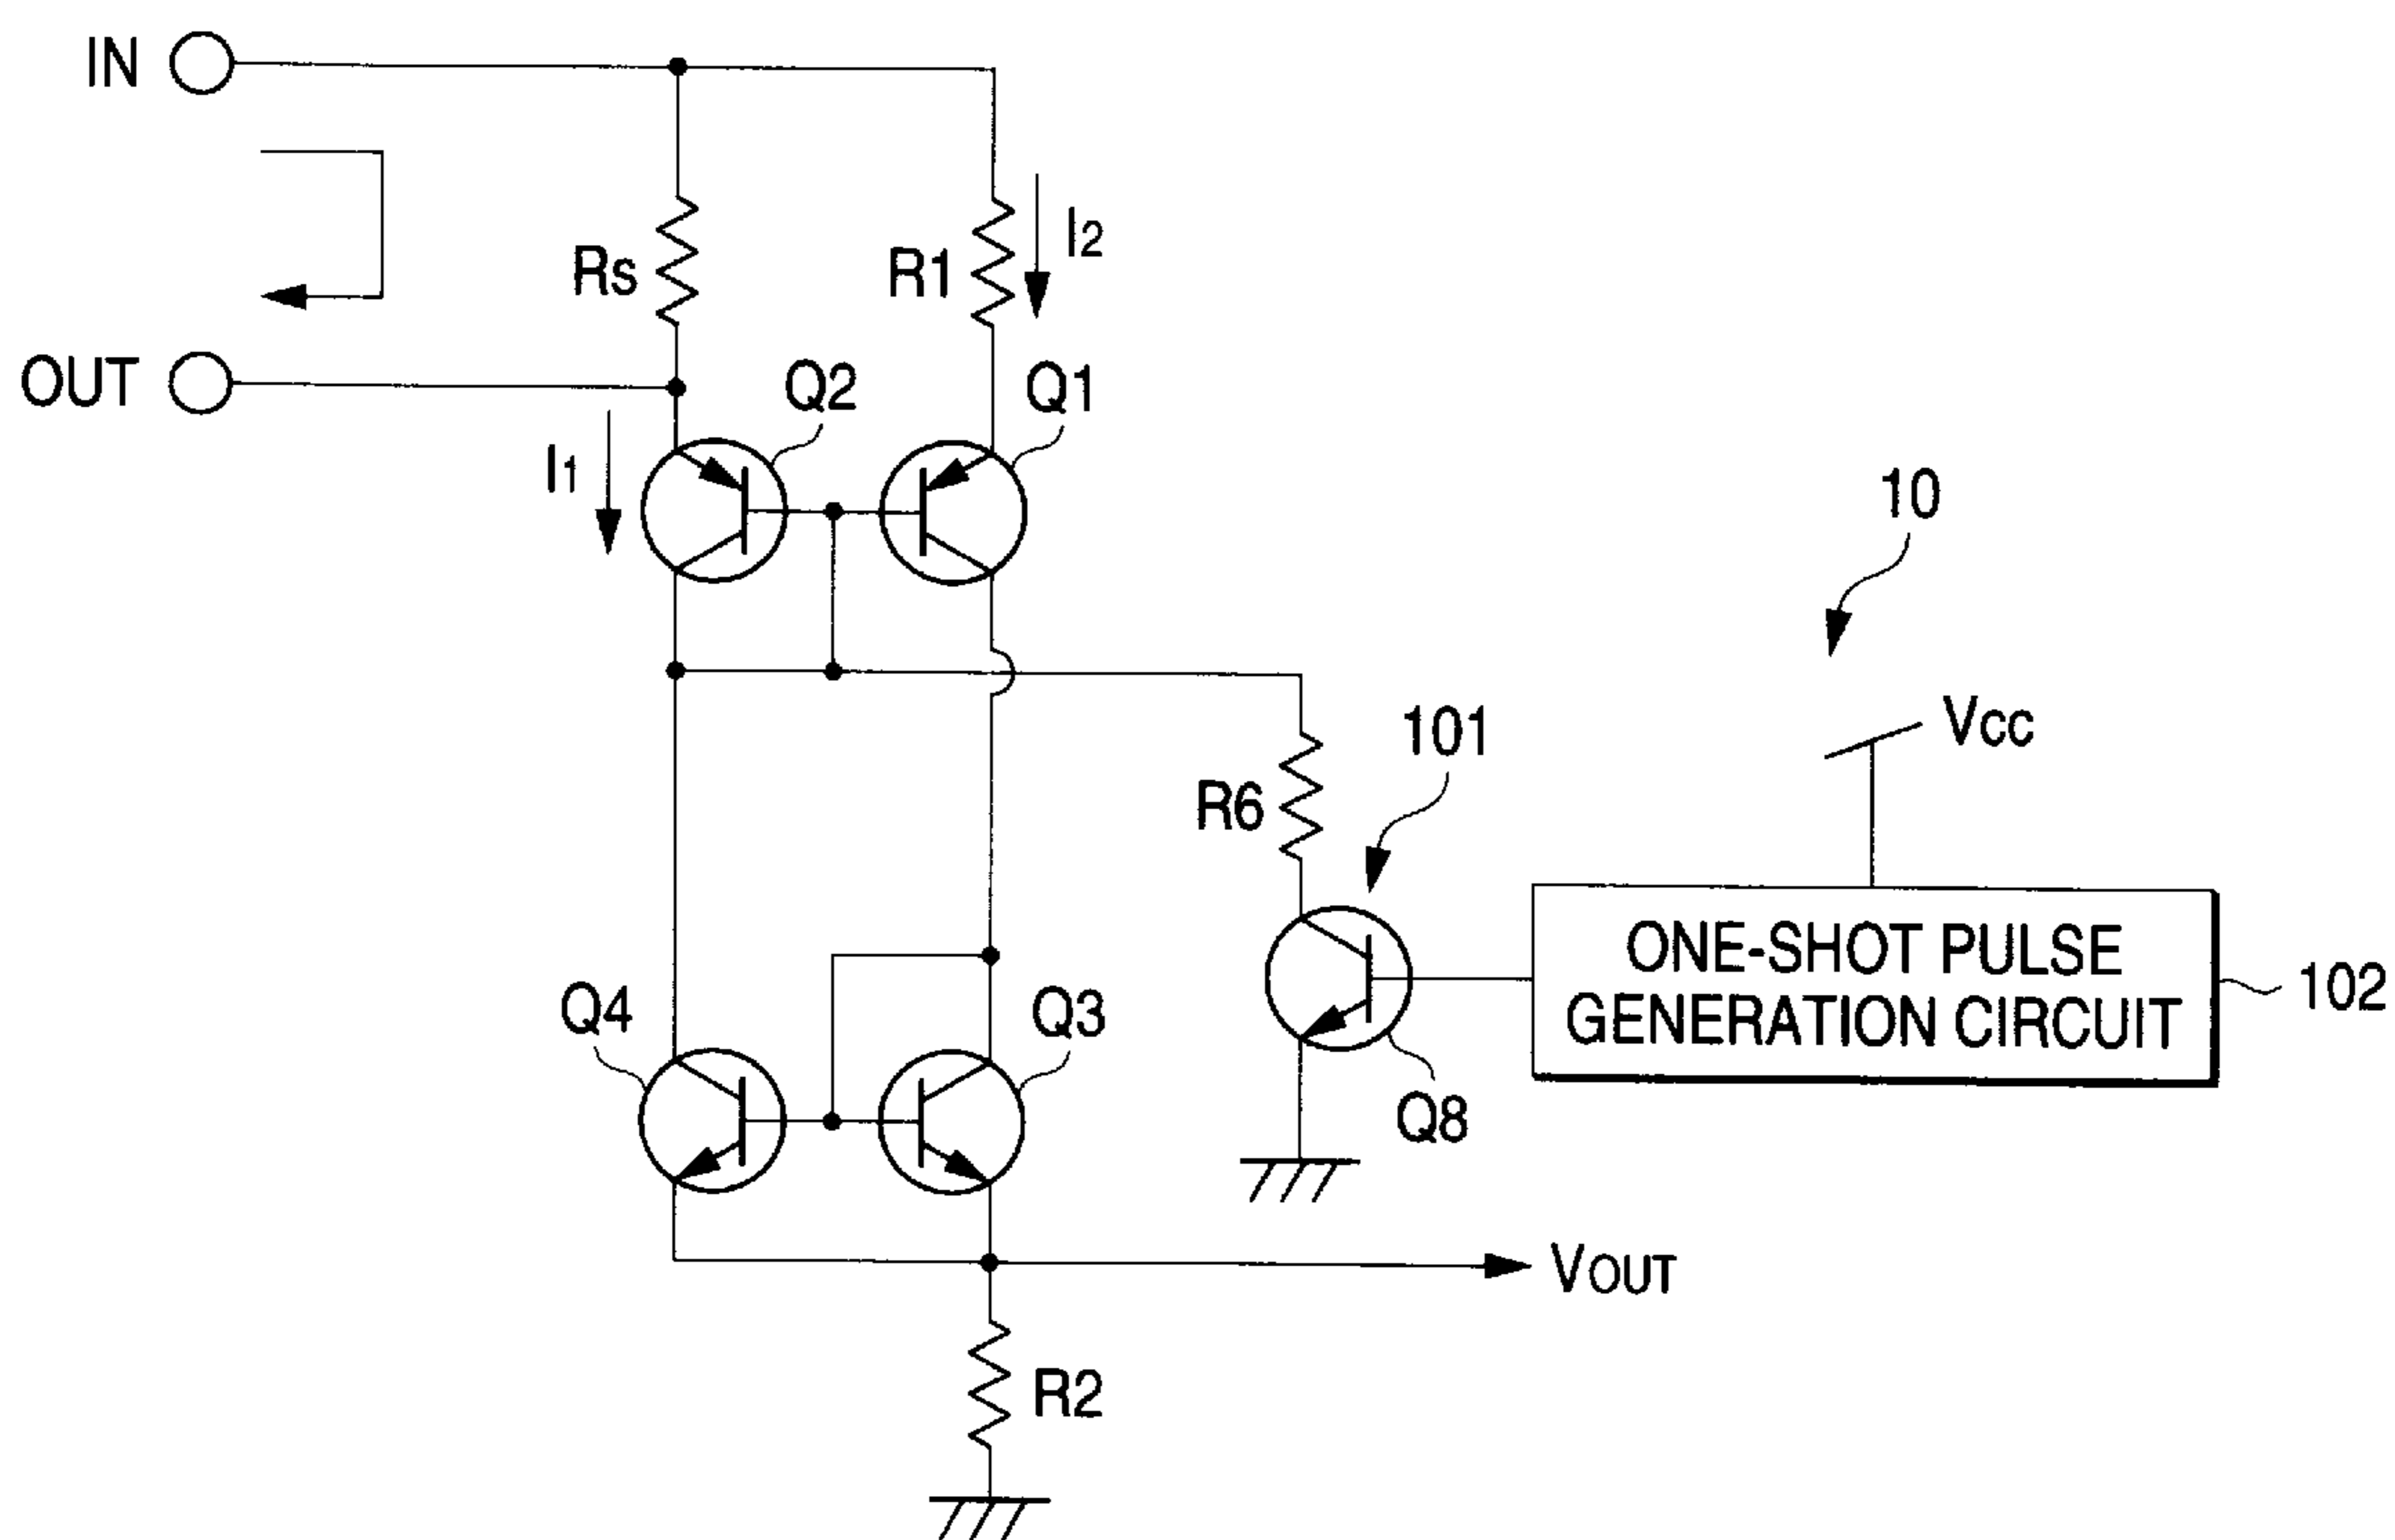 IN
I2
Rs
R1
OUT
Q2
Q1
I1
10
VCC
101
R6
ONE-SHOT PULSE
GENERATION CIRCUIT
102
Q4
Q3
Q8
VOUT
R2